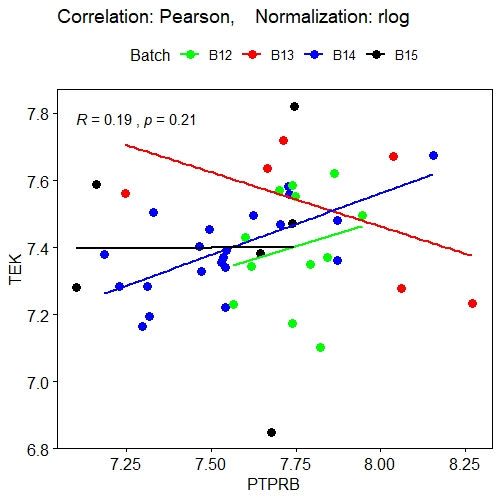 Correlation: Pearson,    Normalization: rlog
Batch B12 B13 B14 B15
R = 0.19 , p = 0.21
7.8
7.6
7.4
7.2
7.0
6.8
TEK
7.25 7.50 7.75 8.00 8.25
PTPRB